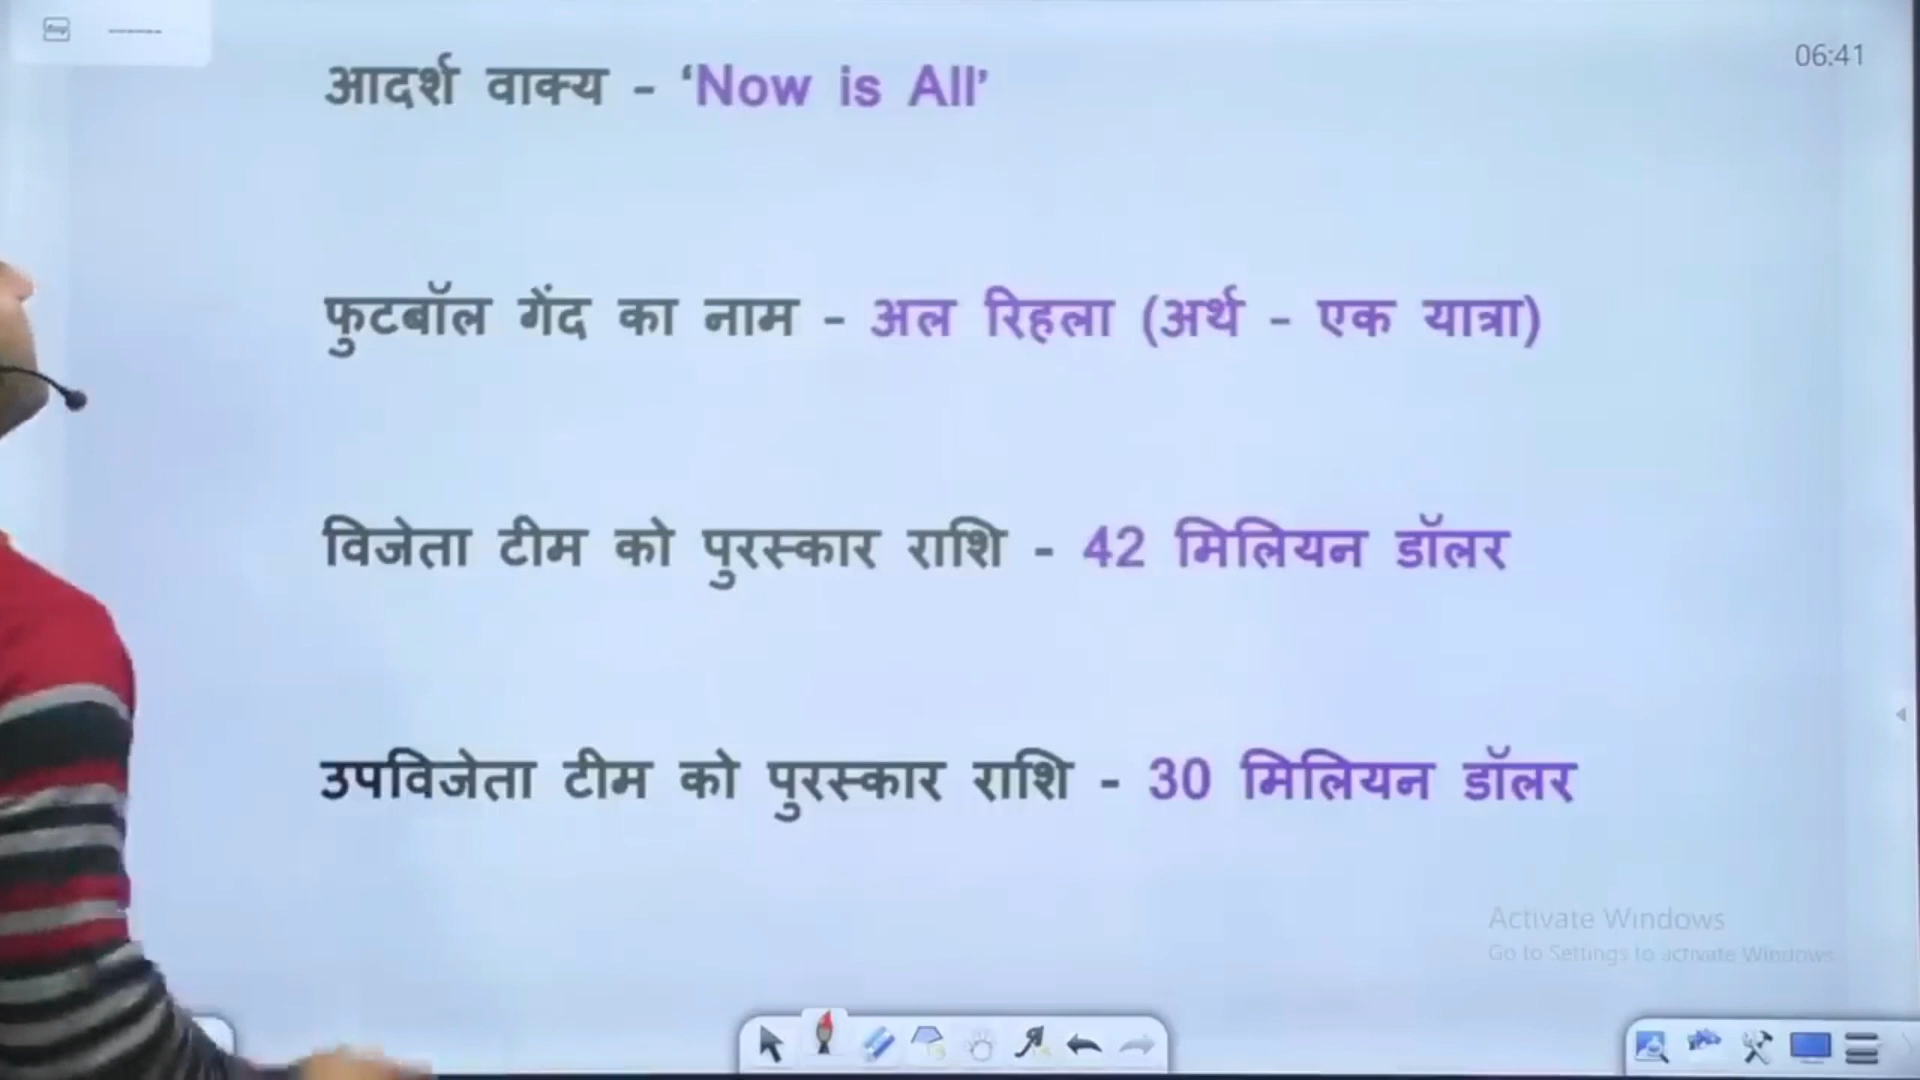 06:41
आदर्श वाक्य - ‘Now is All’
फुटबॉल गेंद का नाम - अल रिहला (अर्थ - एक यात्रा)
विजेता टीम को पुरस्कार राशि - 42 मिलियन डॉलर
उपविजेता टीम को पुरस्कार राशि - 30 मिलियन डॉलर
Activate Windows
Go to Settings to activate Windows